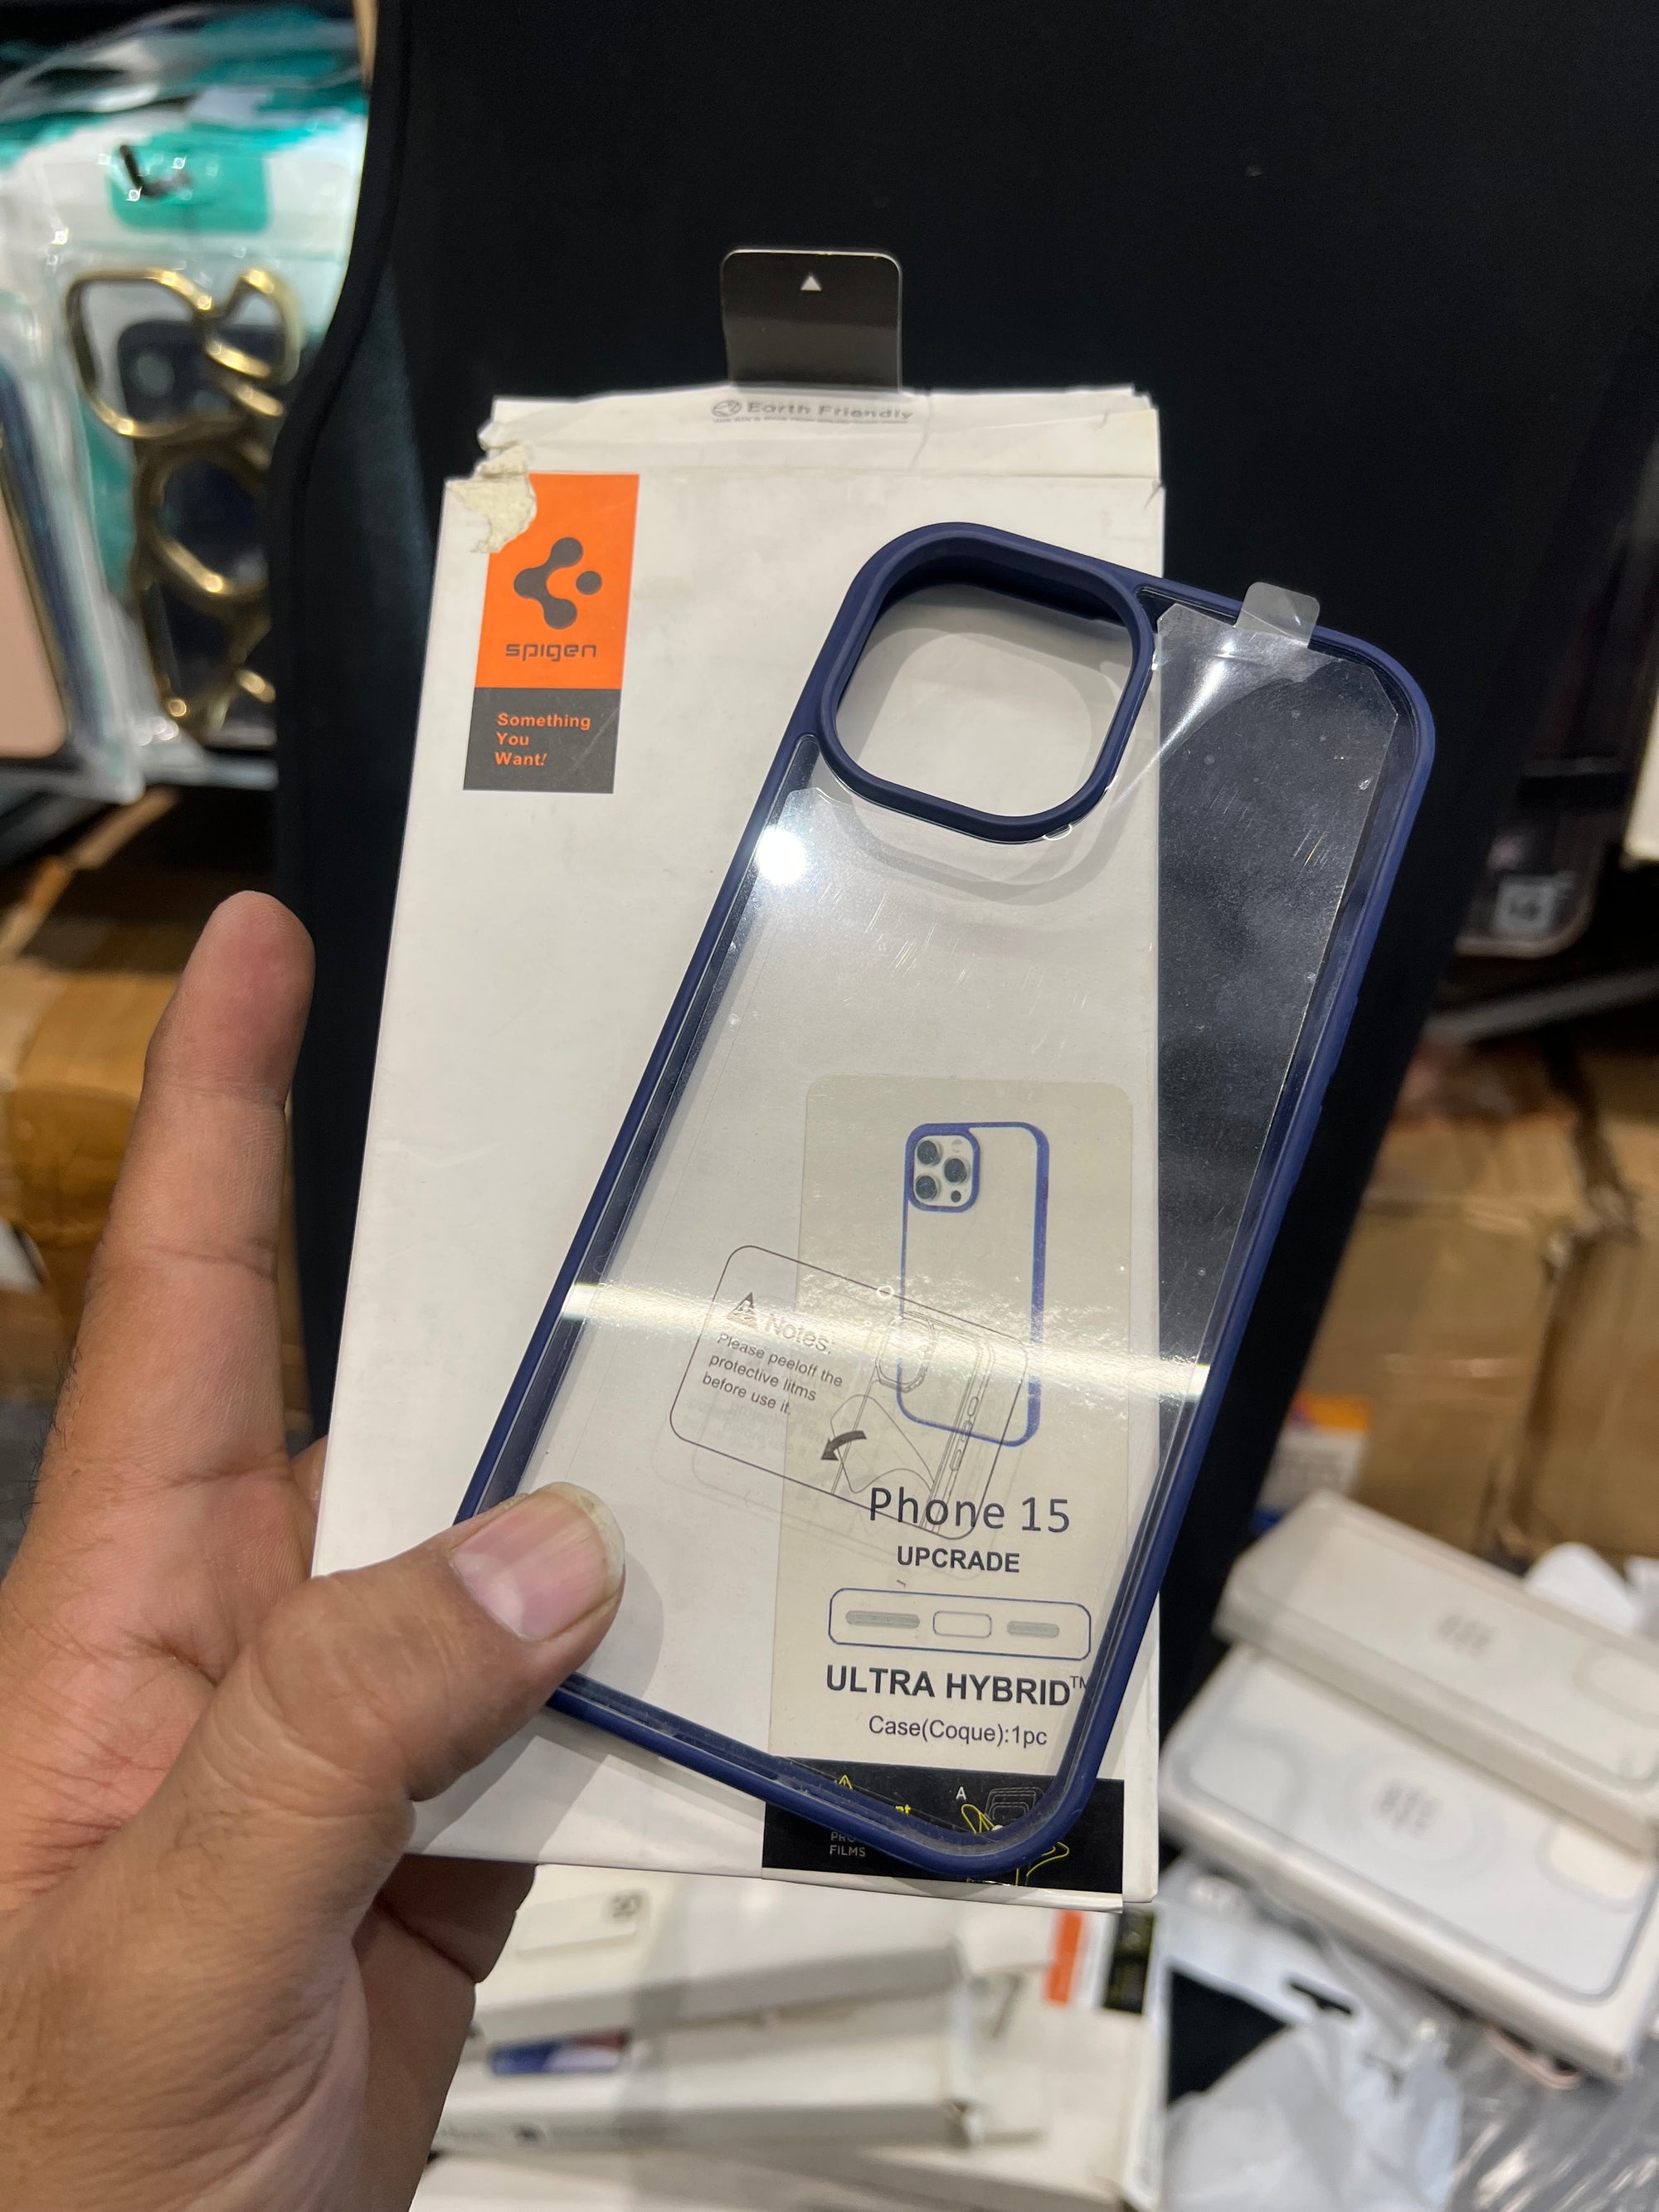 Earth Friendly
spigen
Something
You
Want!
Notes:
Please peeloff the
protective litms
before use it.
Phone 15
UPCRADE
ULTRA HYBRID™
Case(Coque):1pc
A
FILMS